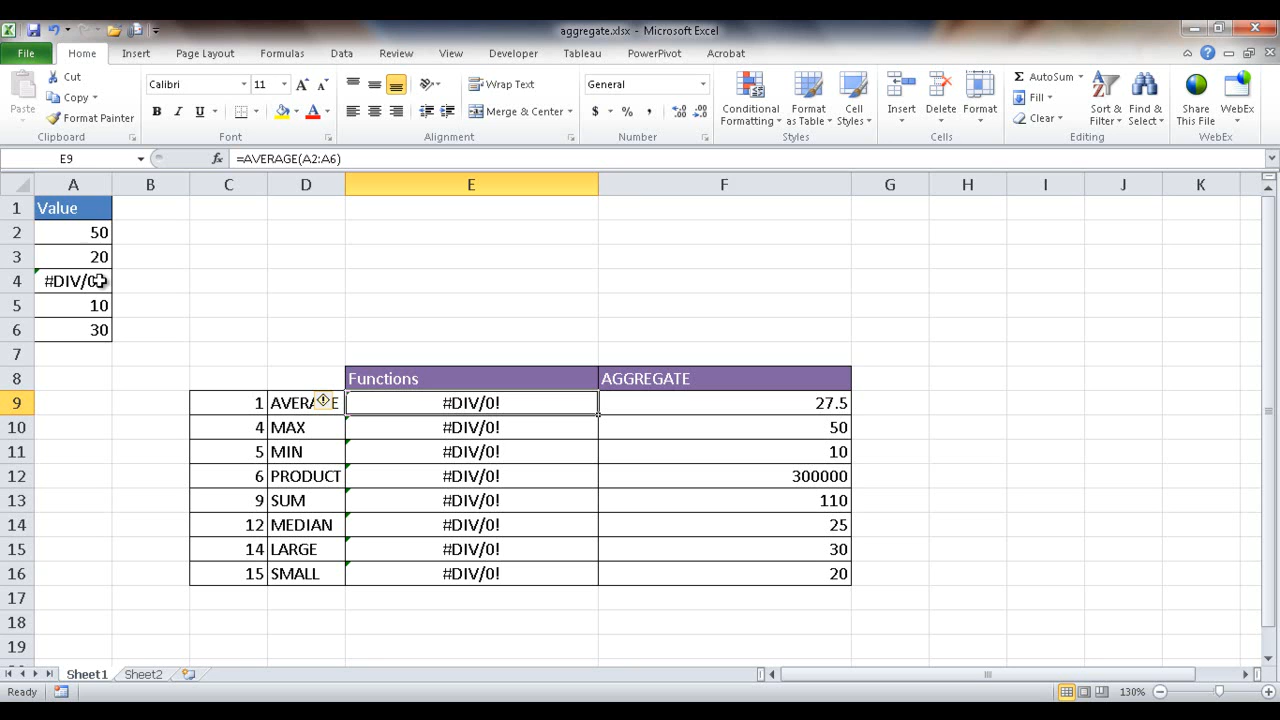 aggregate.xlsx - Microsoft Excel
File Home Insert Page Layout Formulas Data Review View Developer Tableau PowerPivot Acrobat
Paste Cut Copy Format Painter Clipboard
Calibri 11 B I U Font
Wrap Text Merge & Center Alignment
General $ % , Number
Conditional Formatting Format as Table Cell Styles Styles
Insert Delete Format Cells
AutoSum Fill Clear Sort & Filter Find & Select Editing
Share This File WebEx WebEx
E9 fx =AVERAGE(A2:A6)
A B C D E F G H I J K
1 Value
2 50
3 20
4 #DIV/0
5 10
6 30
7
8 Functions AGGREGATE
9 1 AVERAGE #DIV/0! 27.5
10 4 MAX #DIV/0! 50
11 5 MIN #DIV/0! 10
12 6 PRODUCT #DIV/0! 300000
13 9 SUM #DIV/0! 110
14 12 MEDIAN #DIV/0! 25
15 14 LARGE #DIV/0! 30
16 15 SMALL #DIV/0! 20
17
18
19
Sheet1 Sheet2
Ready 130%